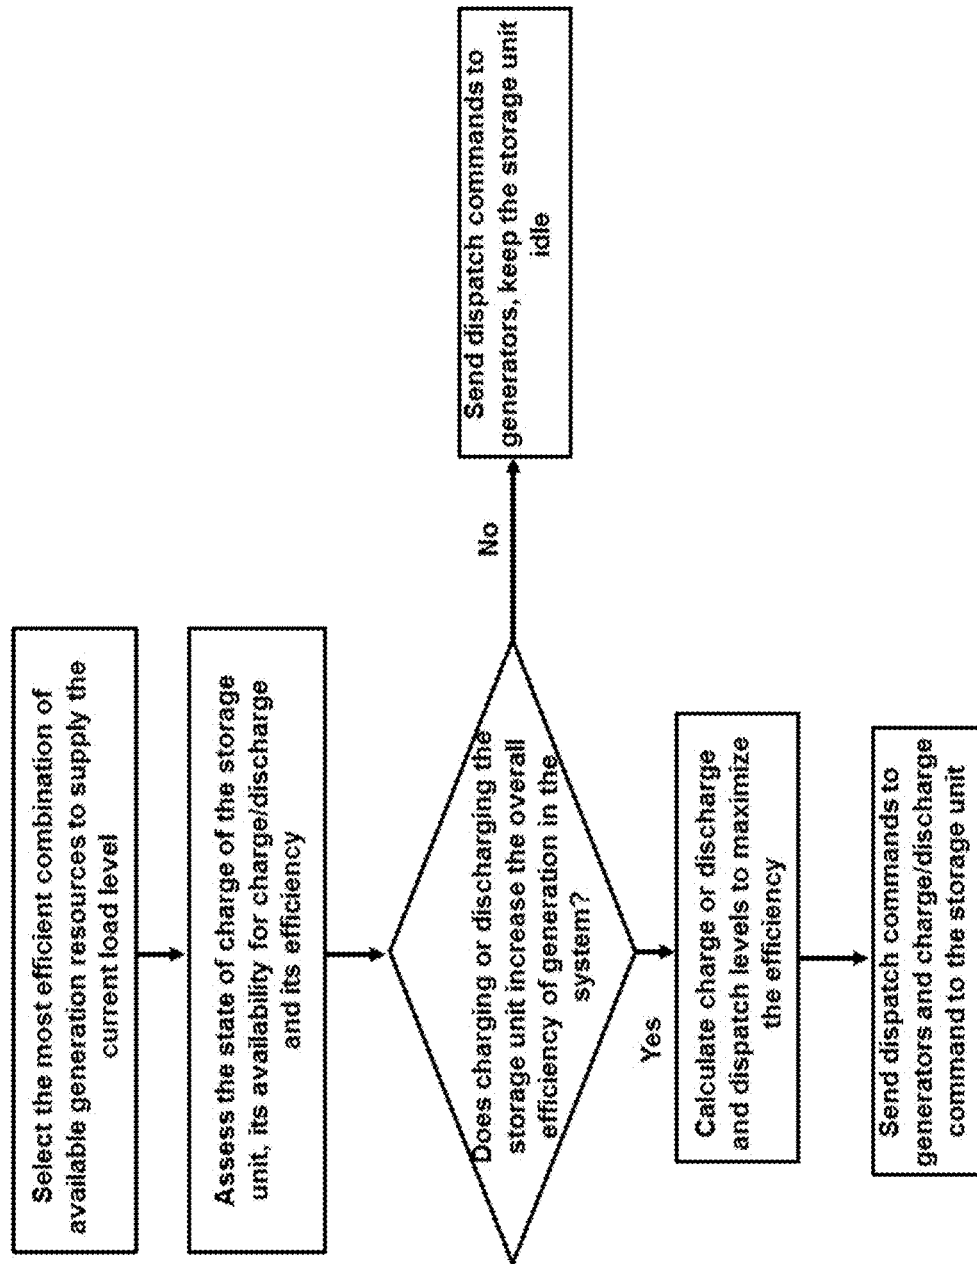 Select the most efficient combination of
available generation resources to supply the
current load level
Assess the state of charge of the storage
unit, its availability for charge/discharge
and its efficiency
Does charging or discharging the
storage unit increase the overall
efficiency of generation in the
system?
No
Send dispatch commands to
generators, keep the storage unit
idle
Yes
Calculate charge or discharge
and dispatch levels to maximize
the efficiency
Send dispatch commands to
generators and charge/discharge
command to the storage unit